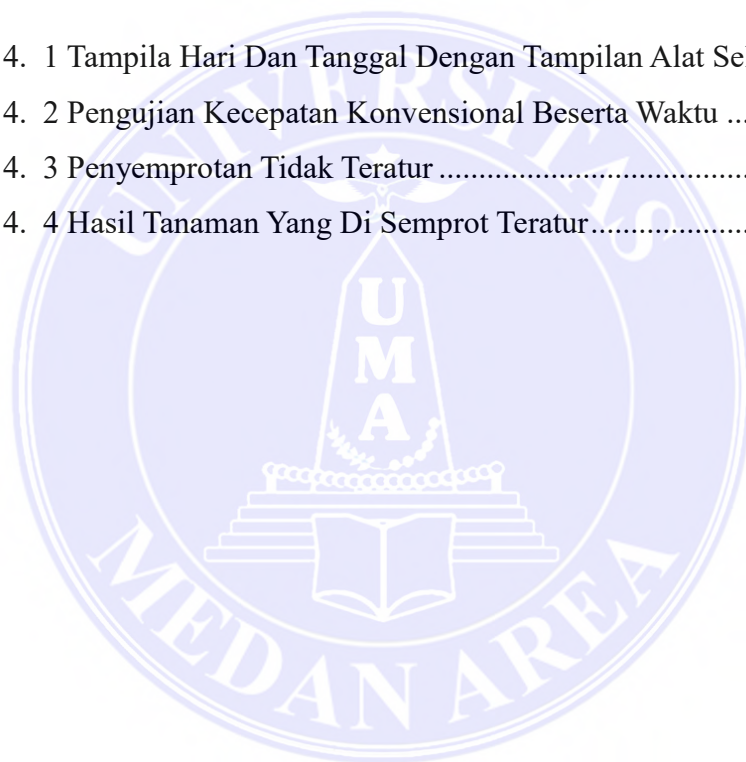 4. 1 Tampila Hari Dan Tanggal Dengan Tampilan Alat
4. 2 Pengujian Kecepatan Konvensional Beserta Waktu ...
4. 3 Penyemprotan Tidak Teratur .......................................
4. 4 Hasil Tanaman Yang Di Semprot Teratur....................
UNIVERSITAS
U
M
A
MEDAN AREA